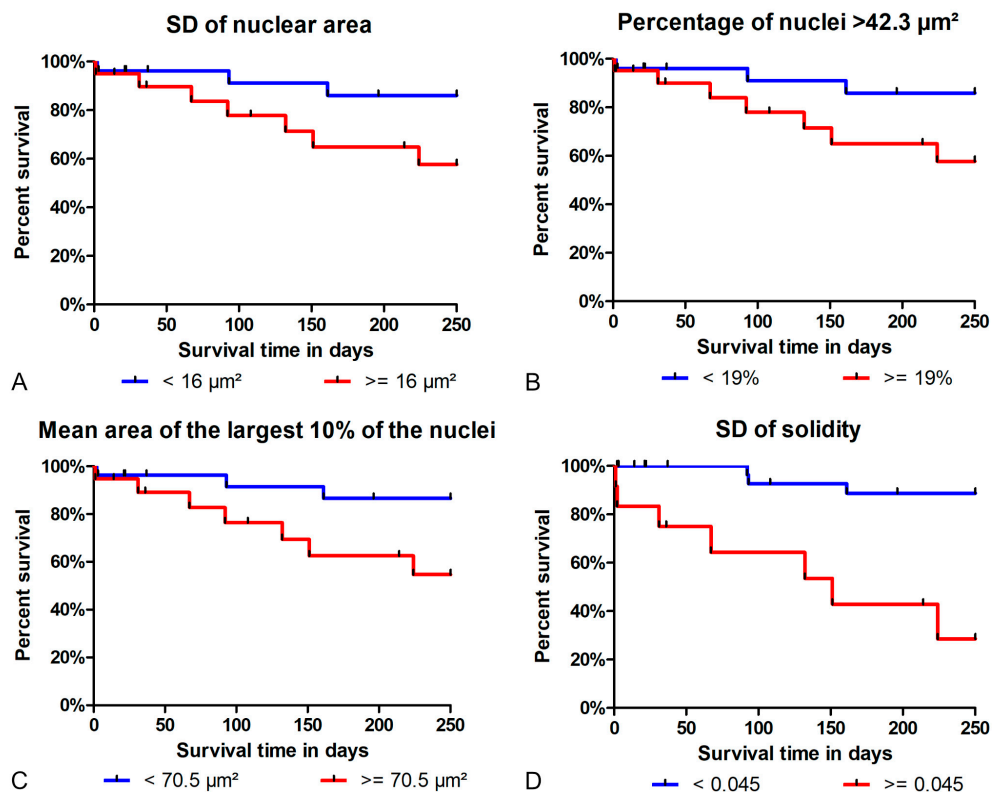 SD of nuclear area
Percent survival
100%
80%
60%
40%
20%
0%
0 50 100 150 200 250
Survival time in days
A < 16 µm² >= 16 µm²
Percentage of nuclei >42.3 µm²
Percent survival
100%
80%
60%
40%
20%
0%
0 50 100 150 200 250
Survival time in days
B < 19% >= 19%
Mean area of the largest 10% of the nuclei
Percent survival
100%
80%
60%
40%
20%
0%
0 50 100 150 200 250
Survival time in days
C < 70.5 µm² >= 70.5 µm²
SD of solidity
Percent survival
100%
80%
60%
40%
20%
0%
0 50 100 150 200 250
Survival time in days
D < 0.045 >= 0.045